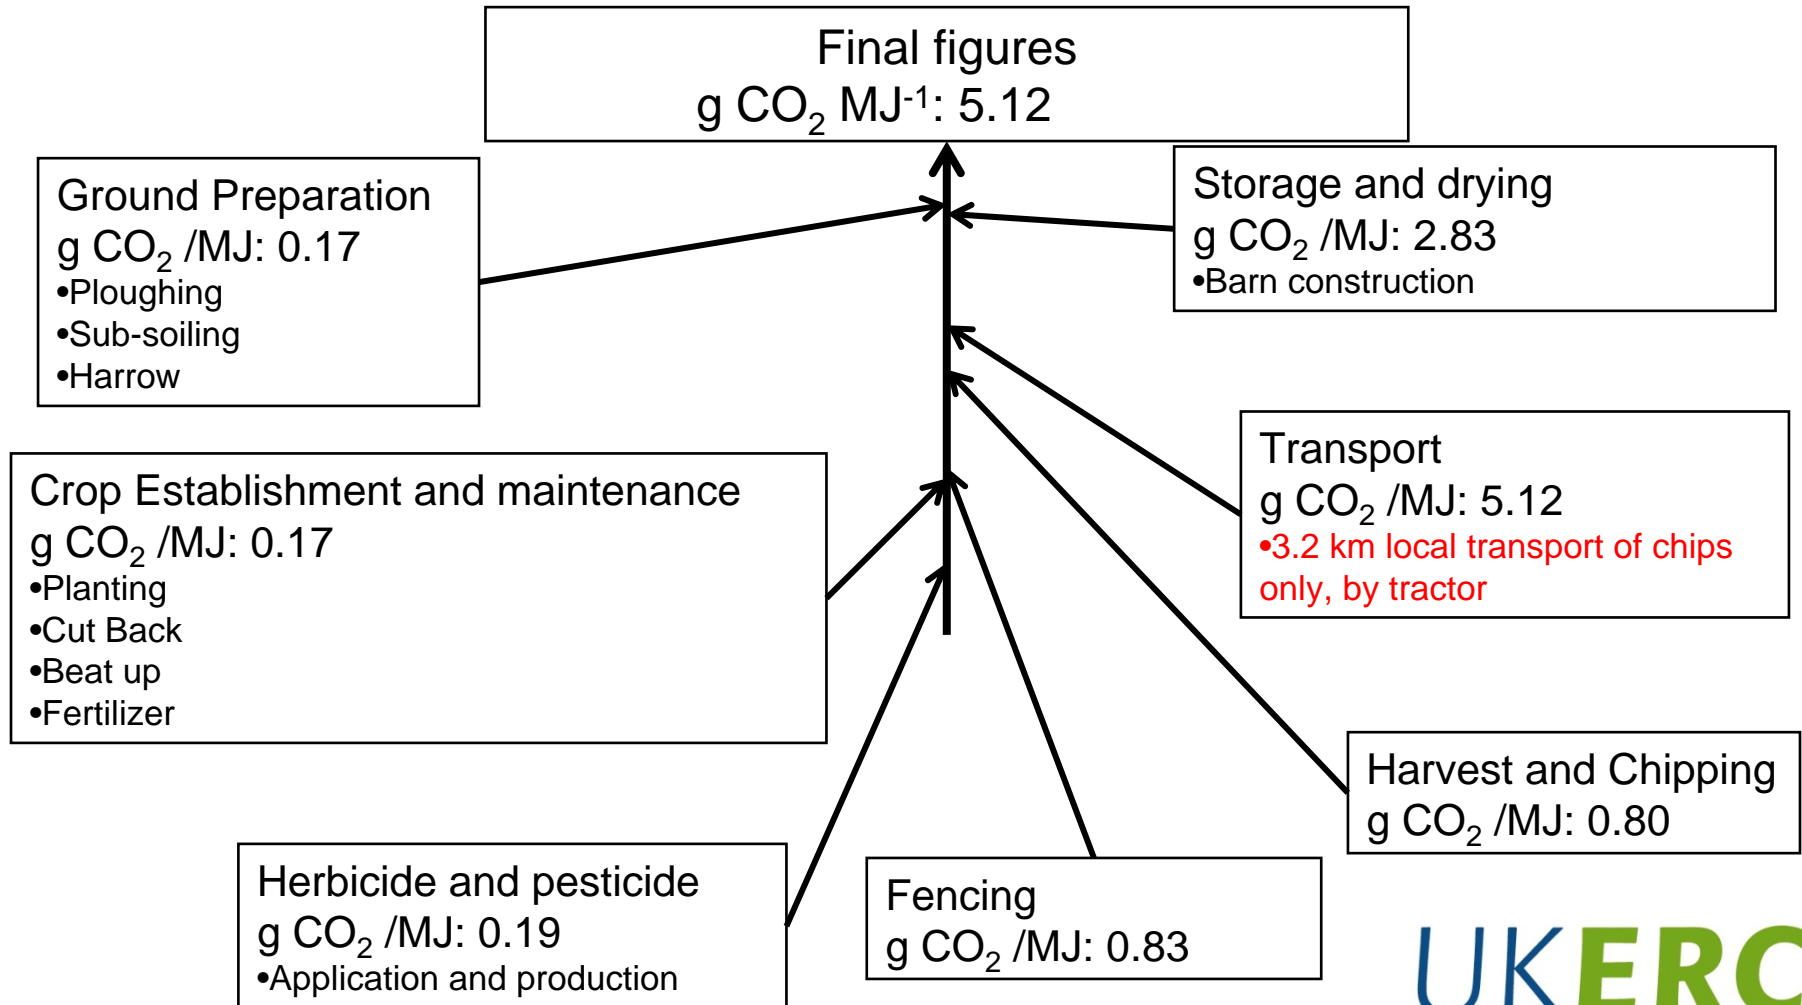 Final figures
g CO₂ MJ⁻¹: 5.12
Ground Preparation
g CO₂ /MJ: 0.17
•Ploughing
•Sub-soiling
•Harrow
Storage and drying
g CO₂ /MJ: 2.83
•Barn construction
Crop Establishment and maintenance
g CO₂ /MJ: 0.17
•Planting
•Cut Back
•Beat up
•Fertilizer
Transport
g CO₂ /MJ: 5.12
•3.2 km local transport of chips
only, by tractor
Harvest and Chipping
g CO₂ /MJ: 0.80
Herbicide and pesticide
g CO₂ /MJ: 0.19
•Application and production
Fencing
g CO₂ /MJ: 0.83
UKERC